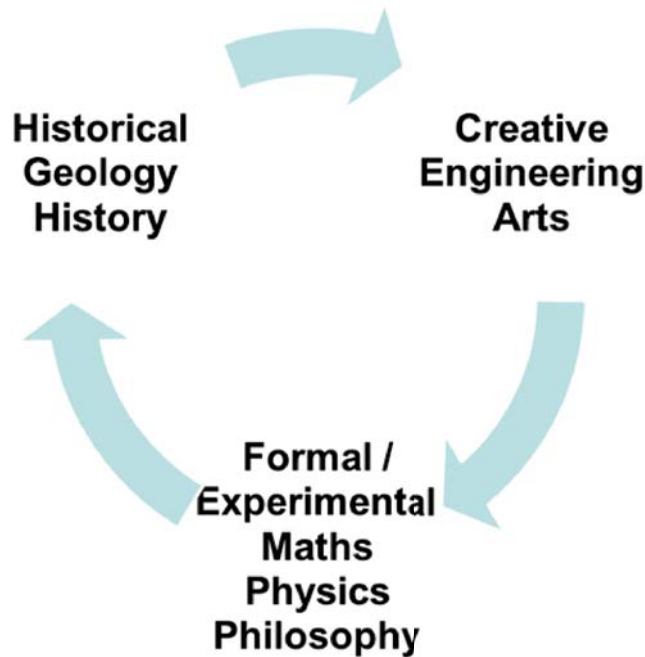 Historical
Geology
History
Creative
Engineering
Arts
Formal /
Experimental
Maths
Physics
Philosophy